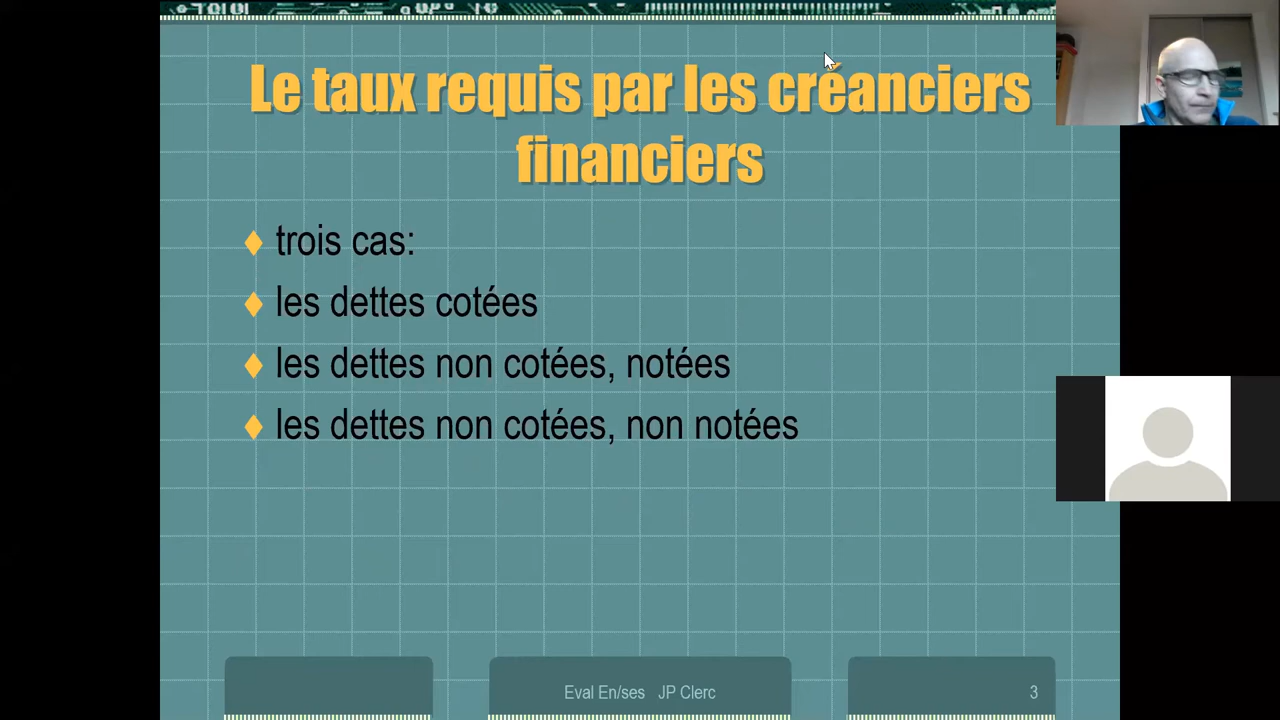 Le taux requis par les créanciers
financiers
trois cas:
les dettes cotées
les dettes non cotées, notées
les dettes non cotées, non notées
Eval En/ses JP Clerc
3